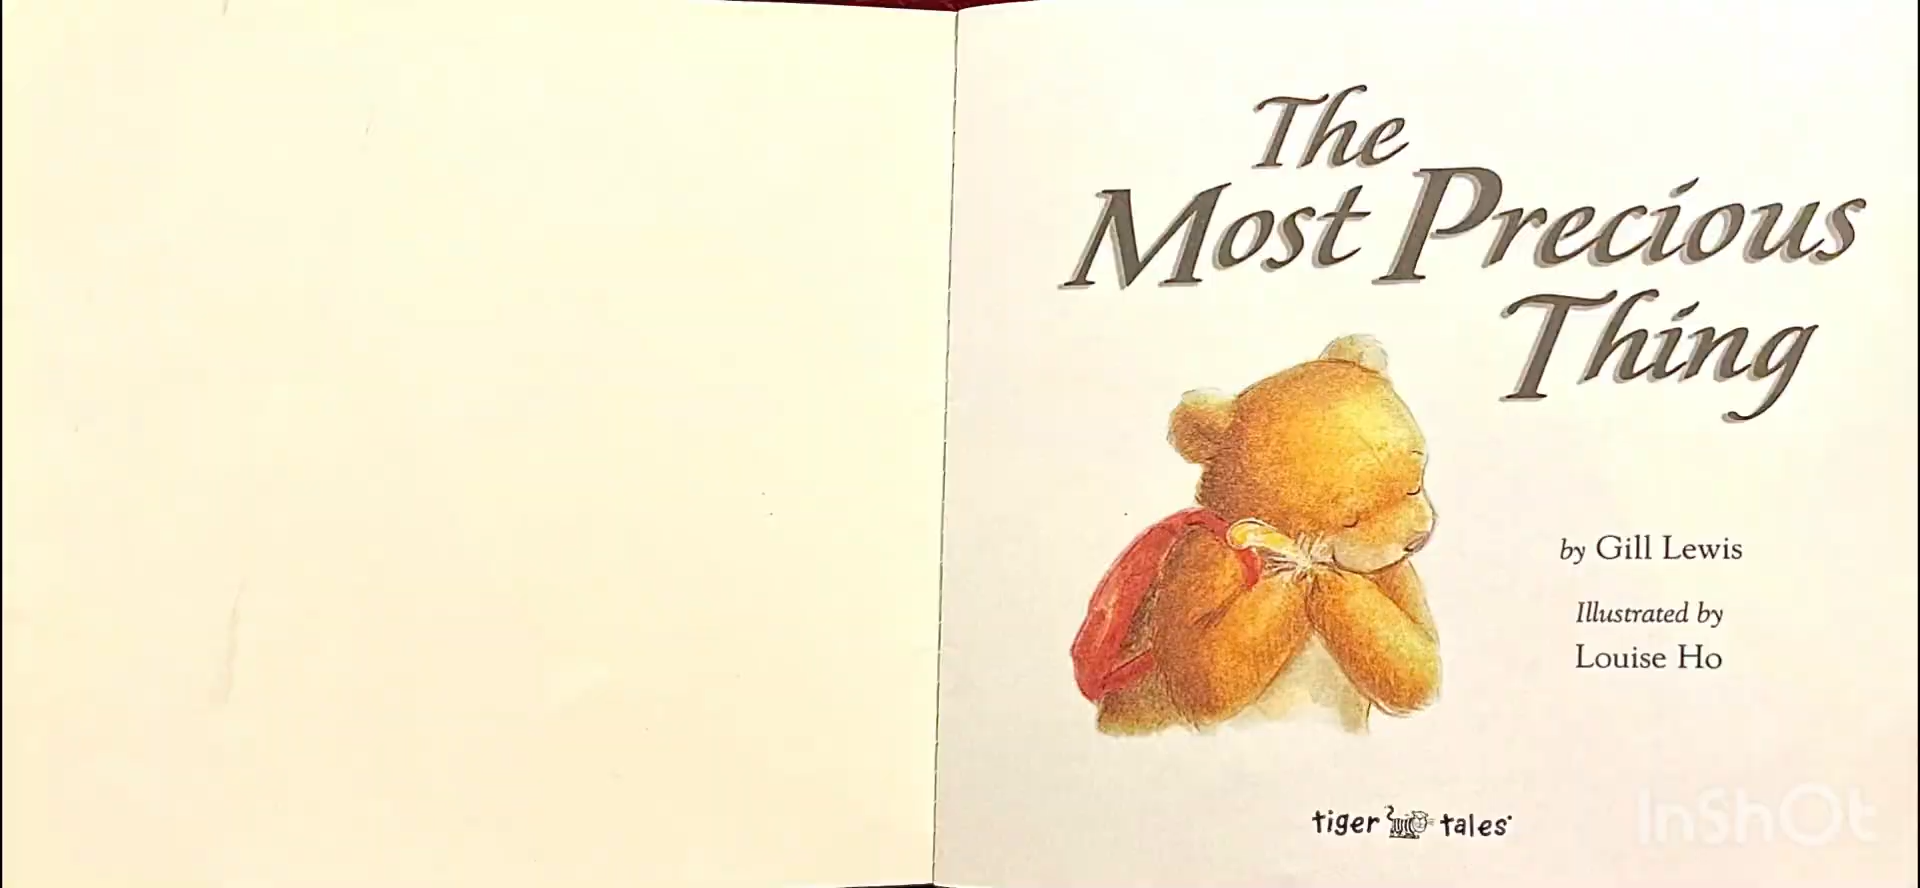 The
Most Precious
Thing
by Gill Lewis
Illustrated by
Louise Ho
tiger tales
InShOt